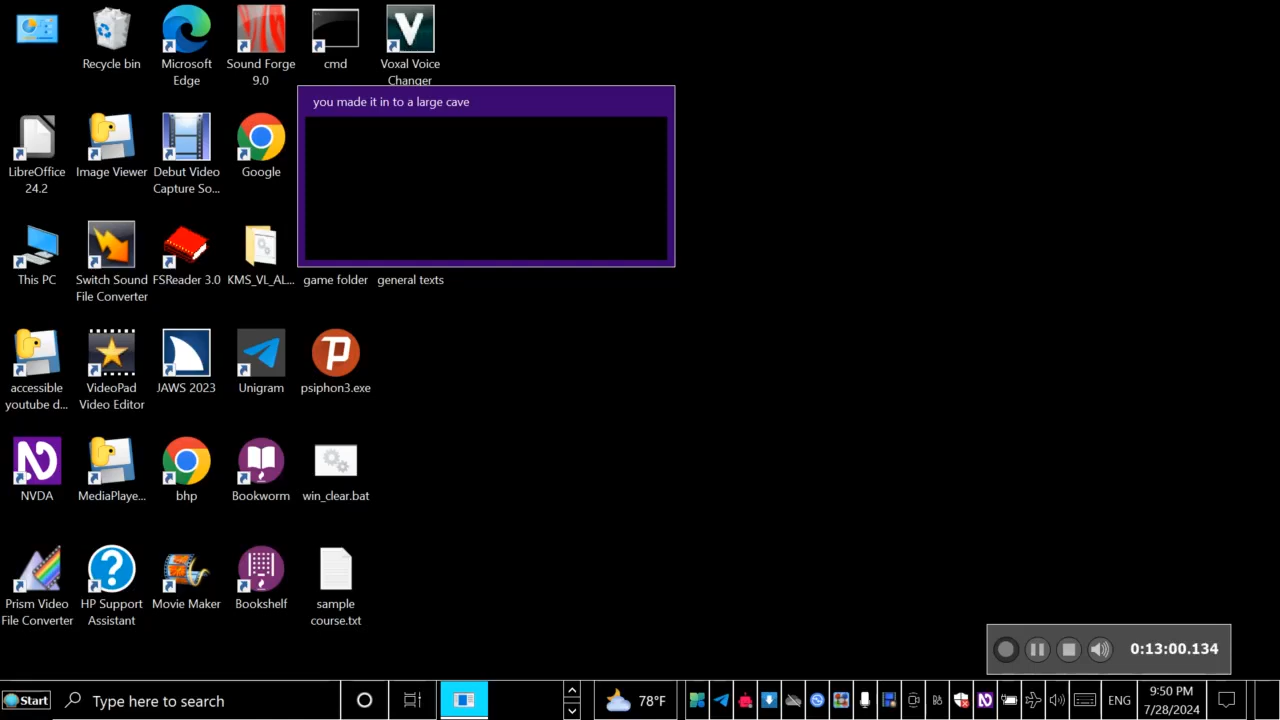 Recycle bin
Microsoft
Edge
Sound Forge
9.0
cmd
Voxal Voice
Changer
you made it in to a large cave
LibreOffice
24.2
Image Viewer
Debut Video
Capture So...
Google
This PC
Switch Sound
File Converter
FSReader 3.0
KMS_VL_AL...
game folder
general texts
accessible
youtube d...
VideoPad
Video Editor
JAWS 2023
Unigram
psiphon3.exe
NVDA
MediaPlaye...
bhp
Bookworm
win_clear.bat
Prism Video
File Converter
HP Support
Assistant
Movie Maker
Bookshelf
sample
course.txt
0:13:00.134
Start
Type here to search
78°F
ENG
9:50 PM
7/28/2024